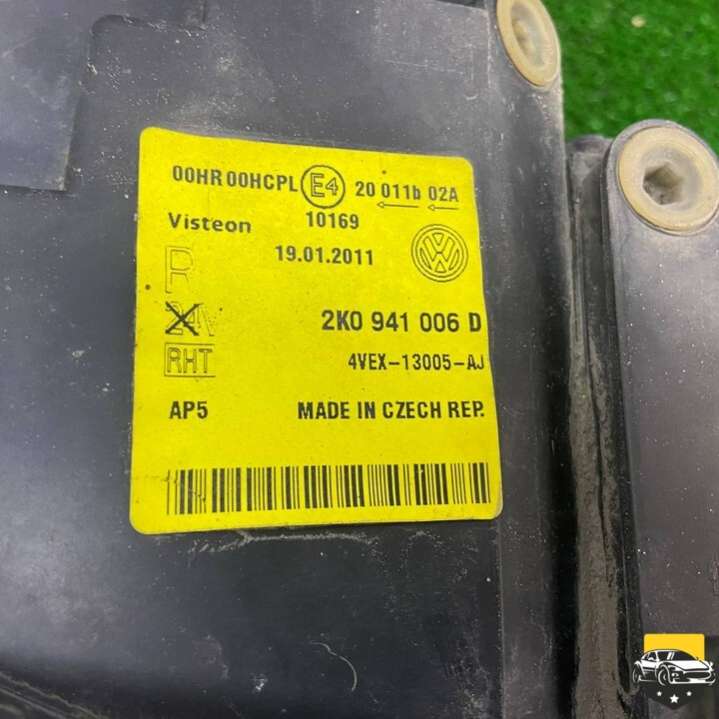 00HR 00HCPL E4 20 011b 02A
Visteon 10169
19.01.2011
R
24V
2K0 941 006 D
RHT 4VEX-13005-AJ
AP5 MADE IN CZECH REP.